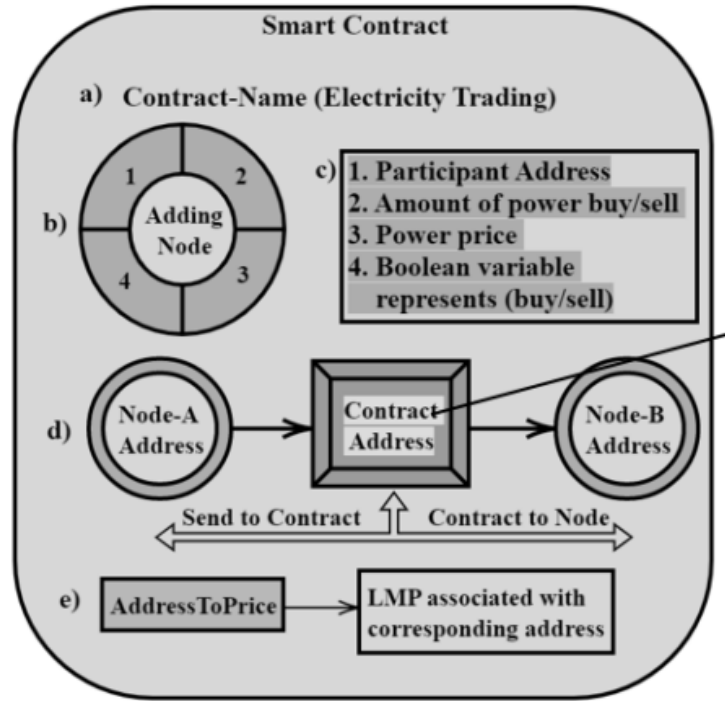 Smart Contract
a) Contract-Name (Electricity Trading)
b)
1
2
Adding
Node
4
3
c)
1. Participant Address
2. Amount of power buy/sell
3. Power price
4. Boolean variable
represents (buy/sell)
d)
Node-A
Address
Contract
Address
Node-B
Address
Send to Contract
Contract to Node
e)
AddressToPrice
LMP associated with
corresponding address